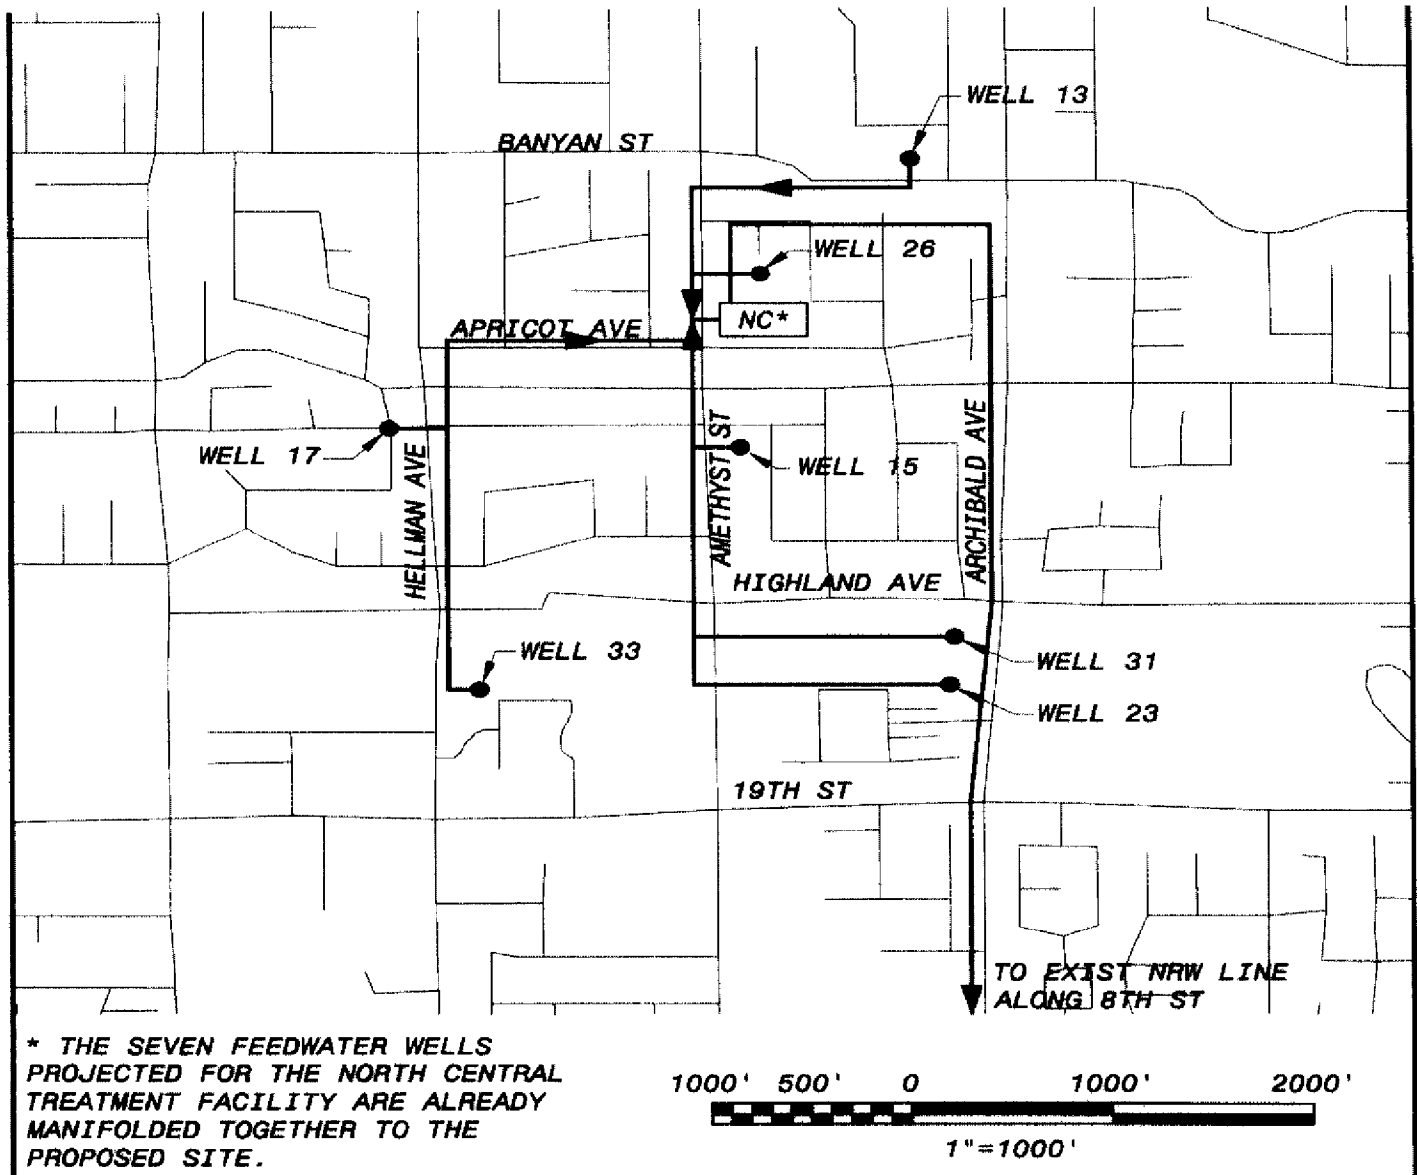 WELL 13
BANYAN ST
WELL 26
NC*
APRICOT AVE
WELL 17
HELLMAN AVE
AMETHYST ST
WELL 15
ARCHIBALD AVE
HIGHLAND AVE
WELL 33
WELL 31
WELL 23
19TH ST
TO EXIST NRW LINE
ALONG 8TH ST
* THE SEVEN FEEDWATER WELLS
PROJECTED FOR THE NORTH CENTRAL
TREATMENT FACILITY ARE ALREADY
MANIFOLDED TOGETHER TO THE
PROPOSED SITE.
1000' 500' 0 1000' 2000'
1"=1000'